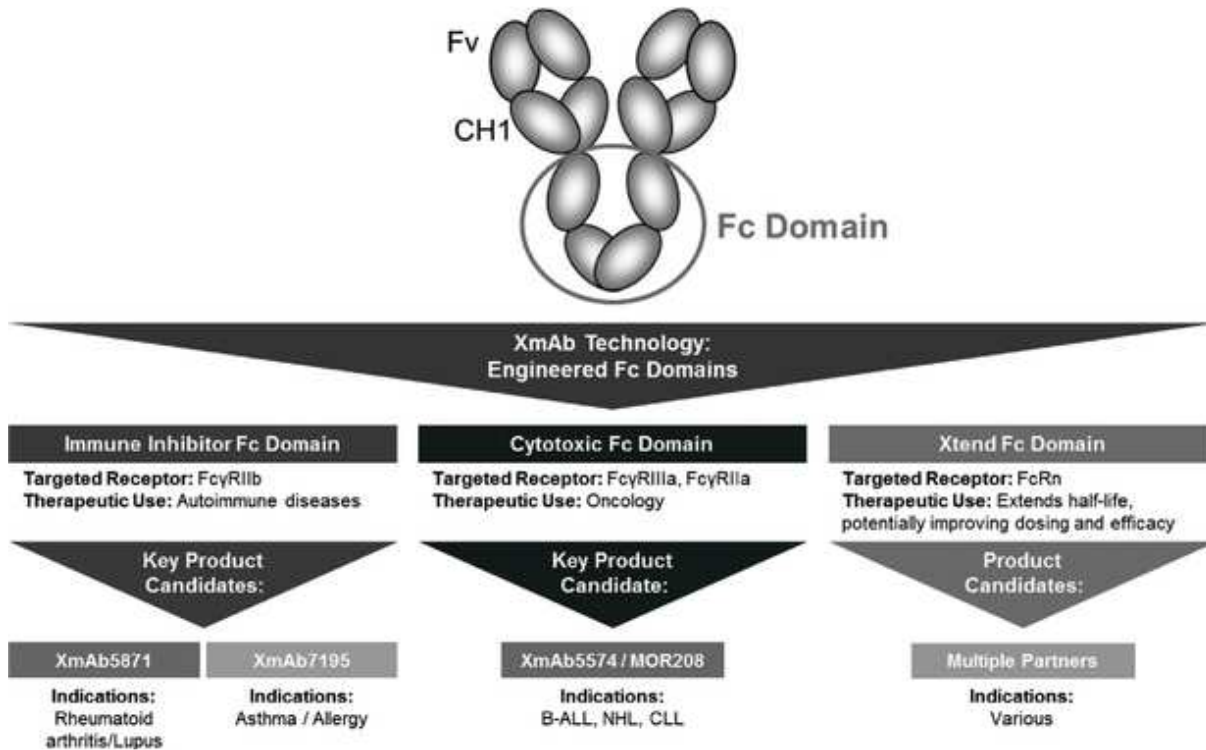 Fv
CH1
Fc Domain
XmAb Technology:
Engineered Fc Domains
Immune Inhibitor Fc Domain
Targeted Receptor: FcγRIIb
Therapeutic Use: Autoimmune diseases
Key Product
Candidates:
XmAb5871
Indications:
Rheumatoid
arthritis/Lupus
XmAb7195
Indications:
Asthma / Allergy
Cytotoxic Fc Domain
Targeted Receptor: FcγRIIIa, FcγRIIa
Therapeutic Use: Oncology
Key Product
Candidate:
XmAb5574 / MOR208
Indications:
B-ALL, NHL, CLL
Xtend Fc Domain
Targeted Receptor: FcRn
Therapeutic Use: Extends half-life,
potentially improving dosing and efficacy
Product
Candidates:
Multiple Partners
Indications:
Various